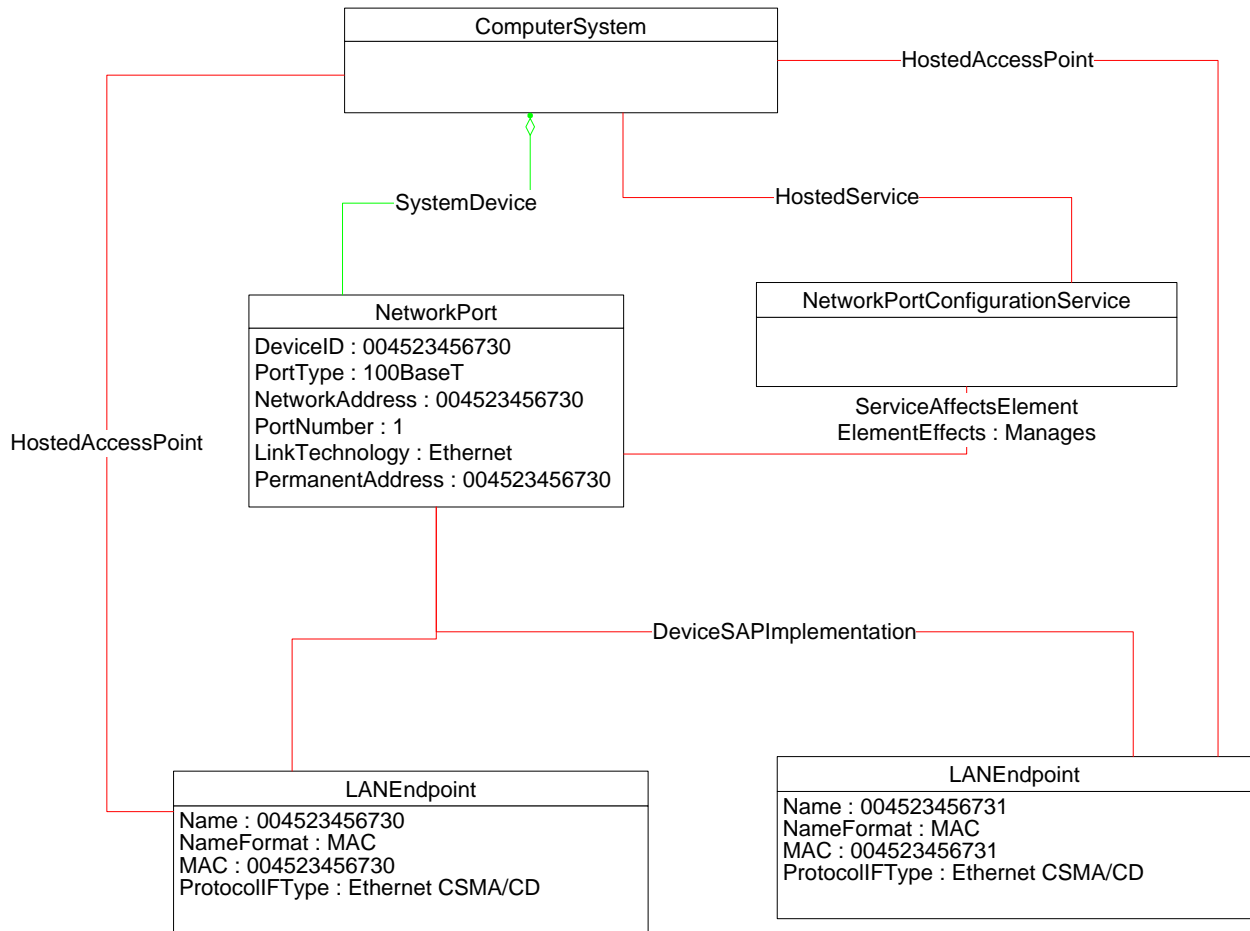 ComputerSystem
HostedAccessPoint
SystemDevice
HostedService
NetworkPort
DeviceID : 004523456730
PortType : 100BaseT
NetworkAddress : 004523456730
PortNumber : 1
LinkTechnology : Ethernet
PermanentAddress : 004523456730
NetworkPortConfigurationService
ServiceAffectsElement
ElementEffects : Manages
HostedAccessPoint
DeviceSAPImplementation
LANEndpoint
Name : 004523456730
NameFormat : MAC
MAC : 004523456730
ProtocolIFType : Ethernet CSMA/CD
LANEndpoint
Name : 004523456731
NameFormat : MAC
MAC : 004523456731
ProtocolIFType : Ethernet CSMA/CD